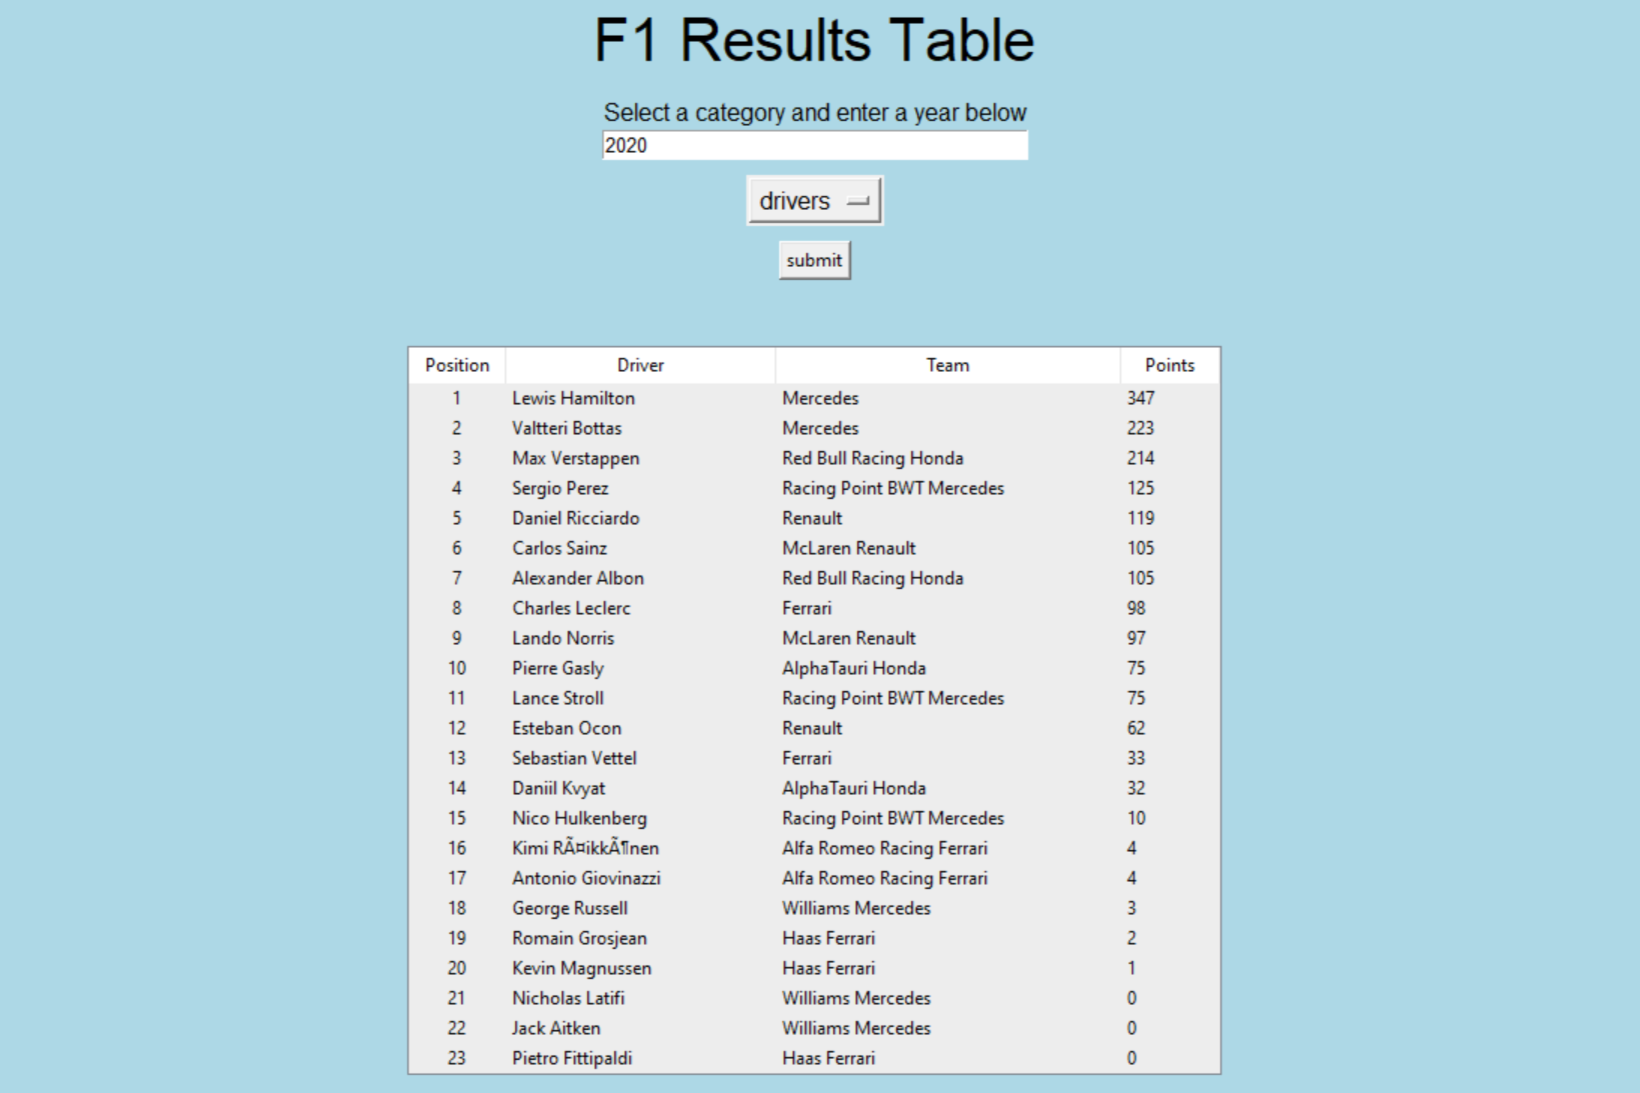 F1 Results Table
Select a category and enter a year below
2020
drivers
submit
Position Driver Team Points
1 Lewis Hamilton Mercedes 347
2 Valtteri Bottas Mercedes 223
3 Max Verstappen Red Bull Racing Honda 214
4 Sergio Perez Racing Point BWT Mercedes 125
5 Daniel Ricciardo Renault 119
6 Carlos Sainz McLaren Renault 105
7 Alexander Albon Red Bull Racing Honda 105
8 Charles Leclerc Ferrari 98
9 Lando Norris McLaren Renault 97
10 Pierre Gasly AlphaTauri Honda 75
11 Lance Stroll Racing Point BWT Mercedes 75
12 Esteban Ocon Renault 62
13 Sebastian Vettel Ferrari 33
14 Daniil Kvyat AlphaTauri Honda 32
15 Nico Hulkenberg Racing Point BWT Mercedes 10
16 Kimi RÃ¤ikkÃ¶nen Alfa Romeo Racing Ferrari 4
17 Antonio Giovinazzi Alfa Romeo Racing Ferrari 4
18 George Russell Williams Mercedes 3
19 Romain Grosjean Haas Ferrari 2
20 Kevin Magnussen Haas Ferrari 1
21 Nicholas Latifi Williams Mercedes 0
22 Jack Aitken Williams Mercedes 0
23 Pietro Fittipaldi Haas Ferrari 0